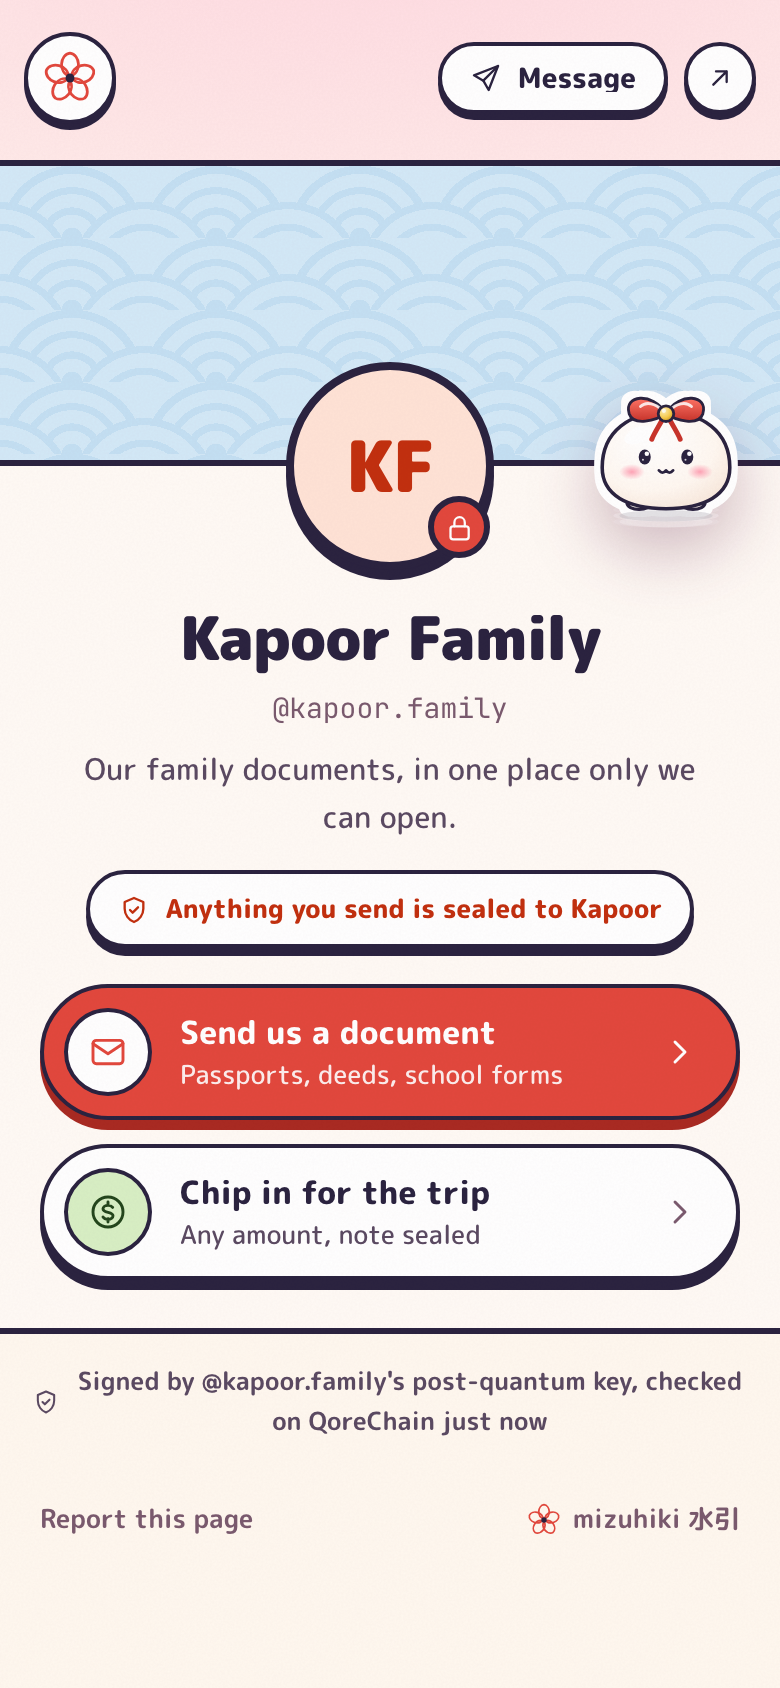 Message
KF
Kapoor Family
@kapoor.family
Our family documents, in one place only we
can open.
Anything you send is sealed to Kapoor
Send us a document
Passports, deeds, school forms
Chip in for the trip
Any amount, note sealed
Signed by @kapoor.family's post-quantum key, checked
on QoreChain just now
Report this page
mizuhiki 水引